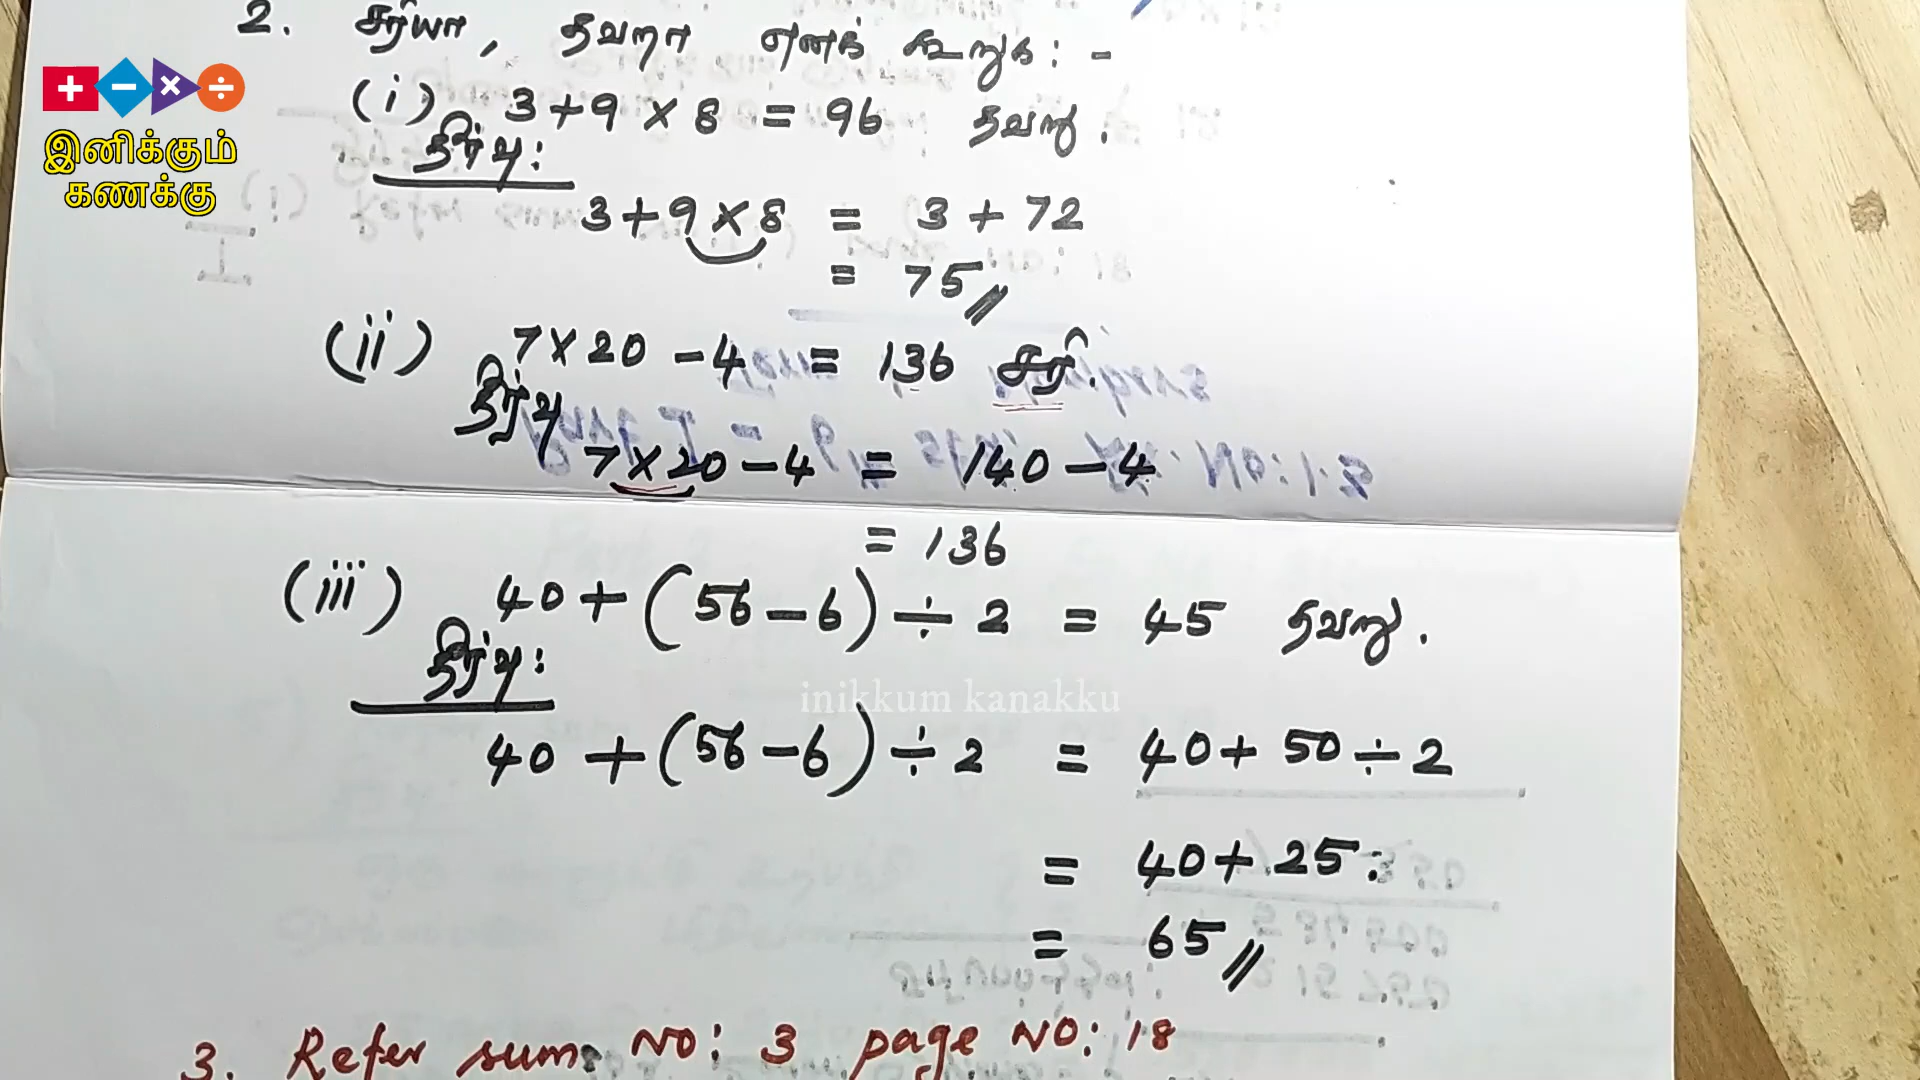 2. சரியா, தவறா எனக் கூறுக: -
+ − × ÷
இனிக்கும்
கணக்கு
(i) 3+9 × 8 = 96 தவறு.
தீர்வு:
3+9×8 = 3 + 72
= 75//
(ii) 7×20 -4 = 136 சரி.
தீர்வு
7×20-4 = 140-4
= 136
(iii) 40+(56-6)÷2 = 45 தவறு.
தீர்வு:
inikkum kanakku
40 +(56-6)÷2 = 40+50÷2
= 40+25
= 65//
3. Refer sum NO: 3 page NO: 18